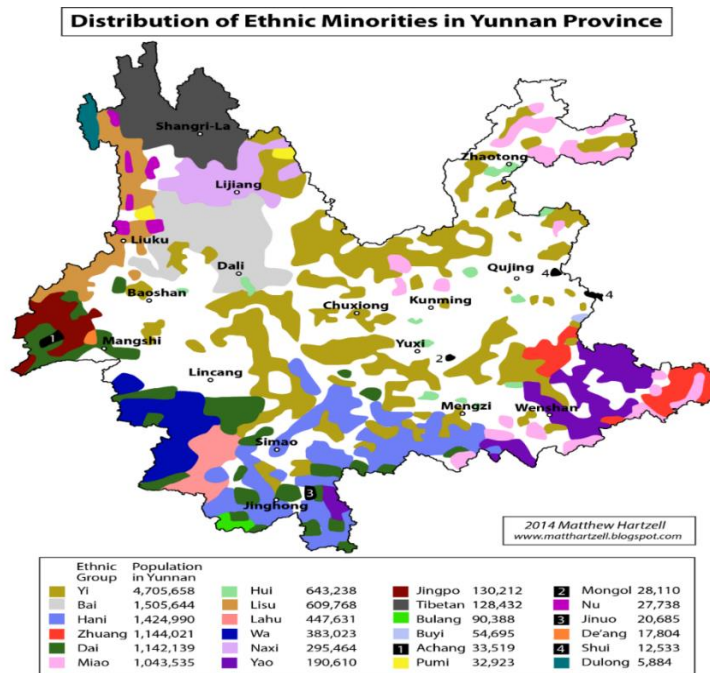 Distribution of Ethnic Minorities in Yunnan Province
Shangri-La
Zhaotong
Lijiang
Liuku
Dali
Qujing
4
4
Baoshan
Chuxiong
Kunming
1
Mangshi
Yuxi
2
Lincang
Mengzi
Wenshan
Simao
Jinghong
3
2014 Matthew Hartzell
www.matthartzell.blogspot.com
Ethnic Group Population in Yunnan
Yi 4,705,658
Bai 1,505,644
Hani 1,424,990
Zhuang 1,144,021
Dai 1,142,139
Miao 1,043,535
Hui 643,238
Lisu 609,768
Lahu 447,631
Wa 383,023
Naxi 295,464
Yao 190,610
Jingpo 130,212
Tibetan 128,432
Bulang 90,388
Buyi 54,695
1 Achang 33,519
Pumi 32,923
2 Mongol 28,110
Nu 27,738
3 Jinuo 20,685
De'ang 17,804
4 Shui 12,533
Dulong 5,884